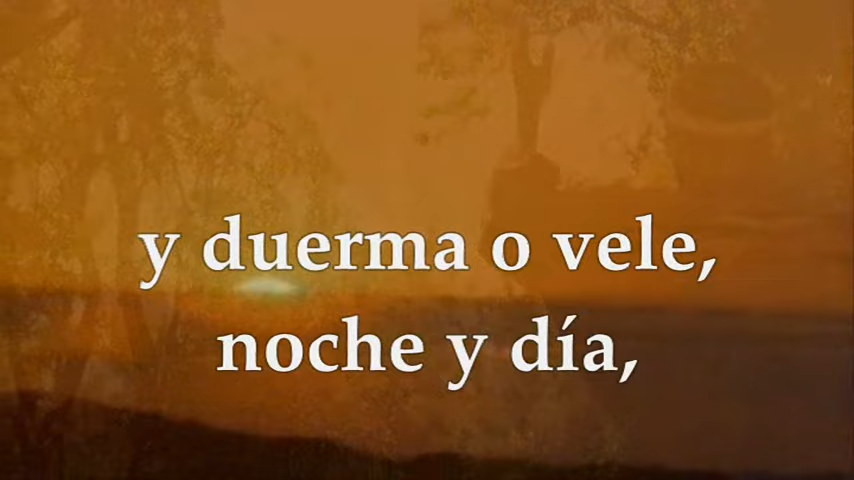 y duerma o vele,
noche y día,